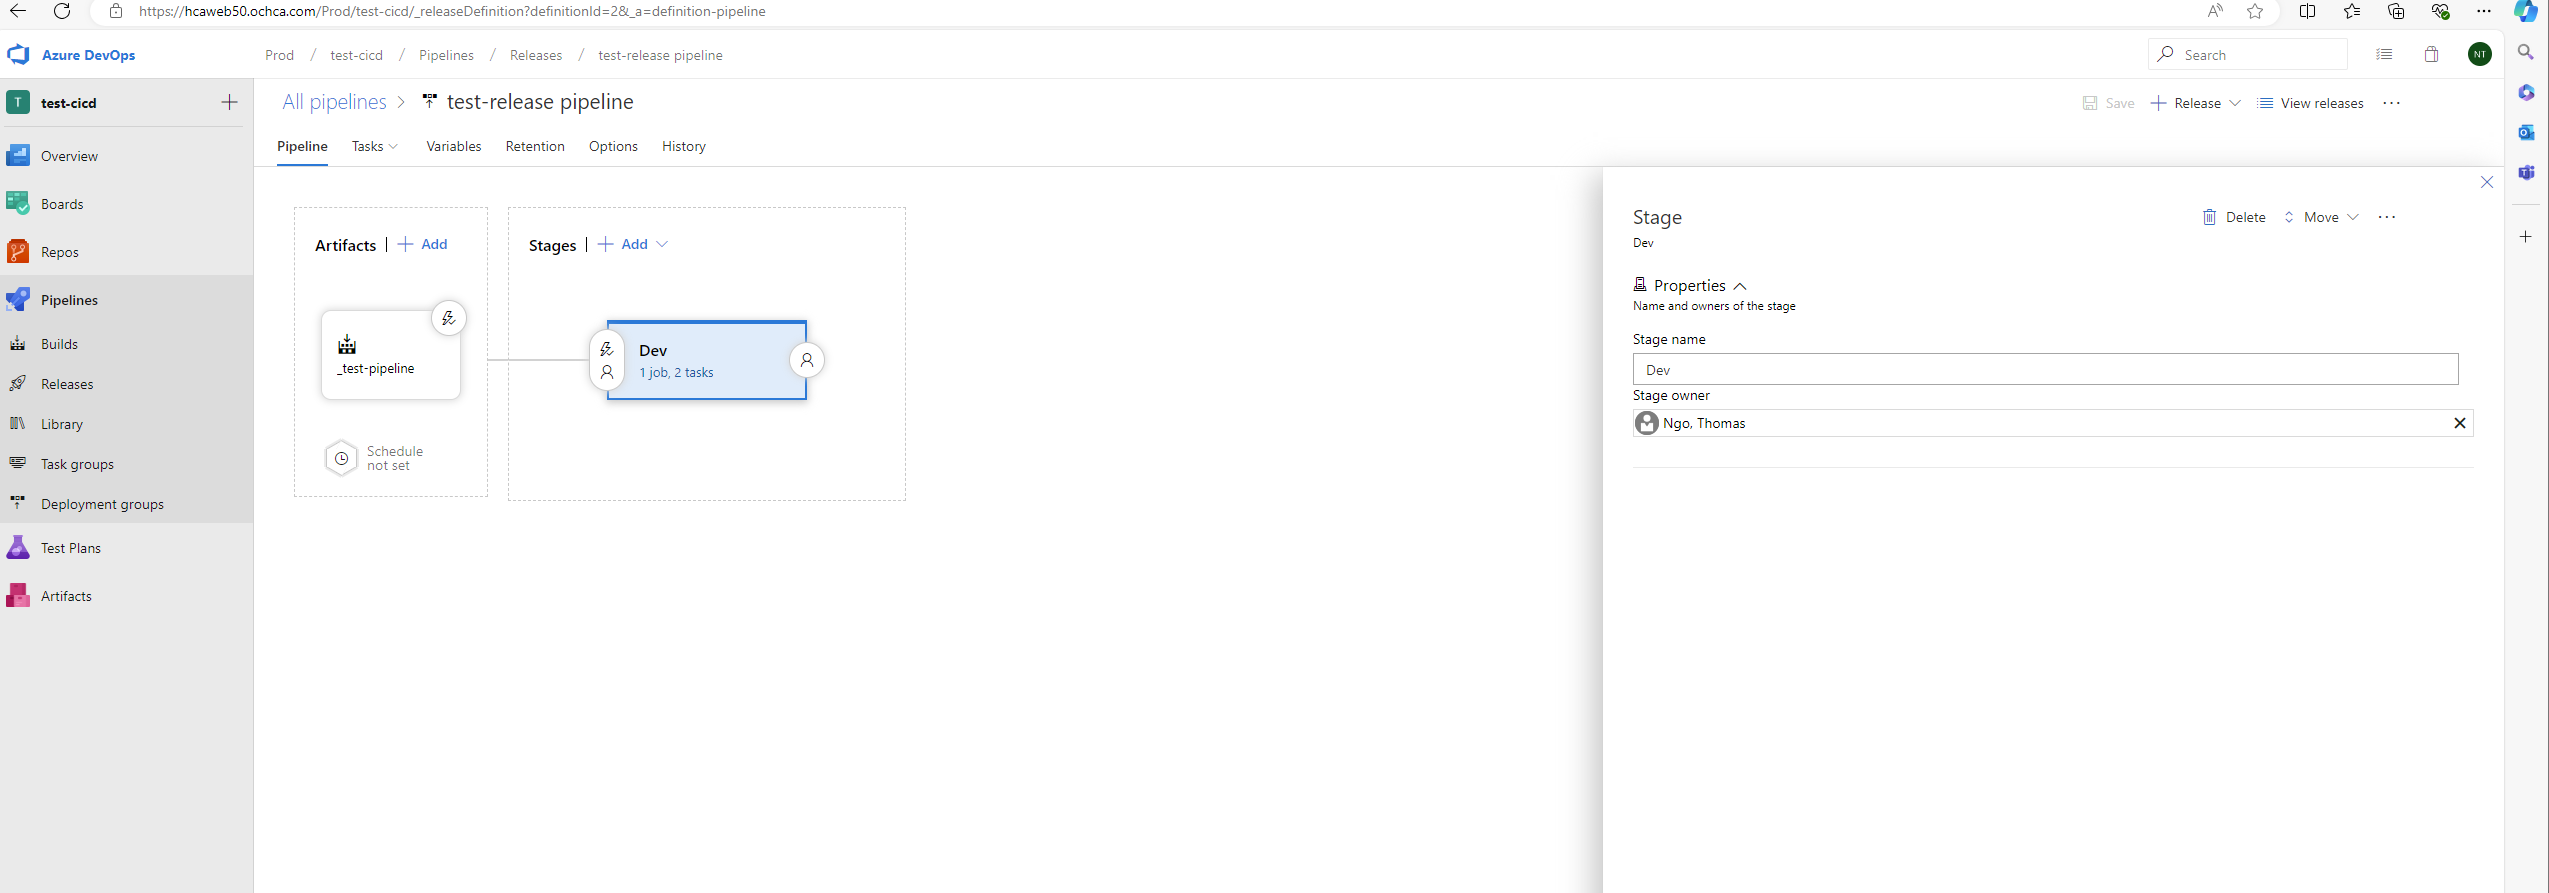 https://hcaweb50.ochca.com/Prod/test-cicd/_releaseDefinition?definitionId=2&_a=definition-pipeline
Azure DevOps
Prod / test-cicd / Pipelines / Releases / test-release pipeline
Search
NT
T test-cicd
All pipelines > test-release pipeline
Save
Release
View releases
Pipeline Tasks Variables Retention Options History
Overview
Boards
Repos
Pipelines
Builds
Releases
Library
Task groups
Deployment groups
Test Plans
Artifacts
Artifacts | + Add
_test-pipeline
Schedule
not set
Stages | + Add
Dev
1 job, 2 tasks
Stage
Dev
Delete
Move
Properties
Name and owners of the stage
Stage name
Dev
Stage owner
Ngo, Thomas